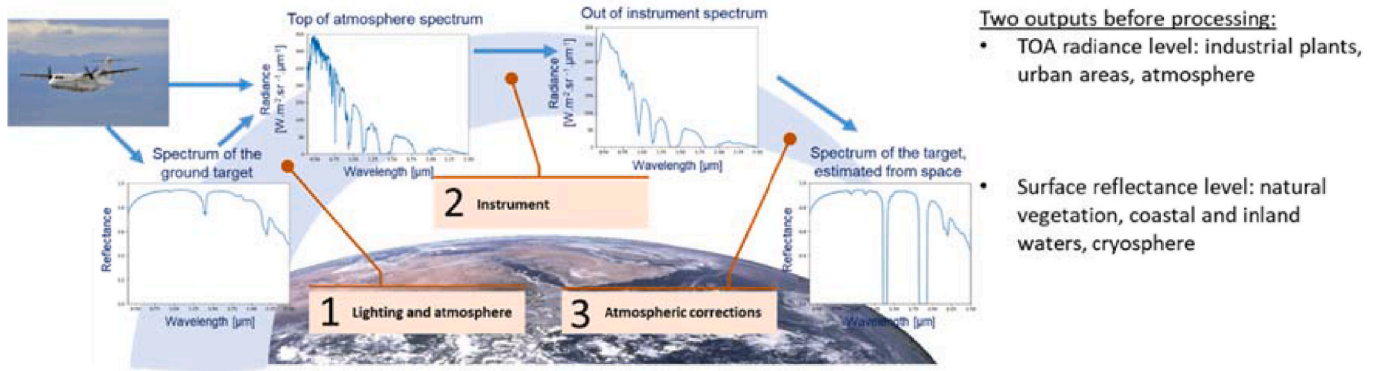 Top of atmosphere spectrum
Radiance
[W.m².sr⁻¹.µm⁻¹]
Wavelength [µm]
Out of instrument spectrum
Radiance
[W.m².sr⁻¹.µm⁻¹]
Wavelength [µm]
Spectrum of the
ground target
Reflectance
Wavelength [µm]
2 Instrument
1 Lighting and atmosphere
3 Atmospheric corrections
Spectrum of the target,
estimated from space
Reflectance
Wavelength [µm]
Two outputs before processing:
• TOA radiance level: industrial plants,
urban areas, atmosphere
• Surface reflectance level: natural
vegetation, coastal and inland
waters, cryosphere